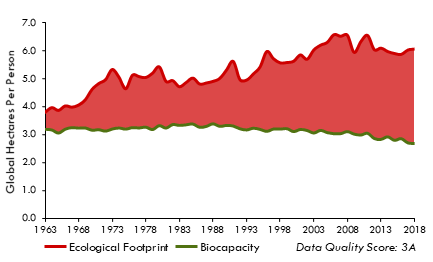 Global Hectares Per Person
7.0
6.0
5.0
4.0
3.0
2.0
1.0
0.0
1963 1968 1973 1978 1983 1988 1993 1998 2003 2008 2013 2018
Ecological Footprint Biocapacity Data Quality Score: 3A